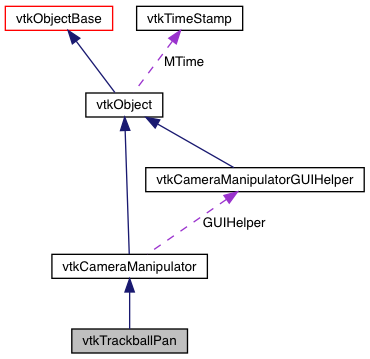 vtkObjectBase
vtkTimeStamp
MTime
vtkObject
vtkCameraManipulatorGUIHelper
GUIHelper
vtkCameraManipulator
vtkTrackballPan